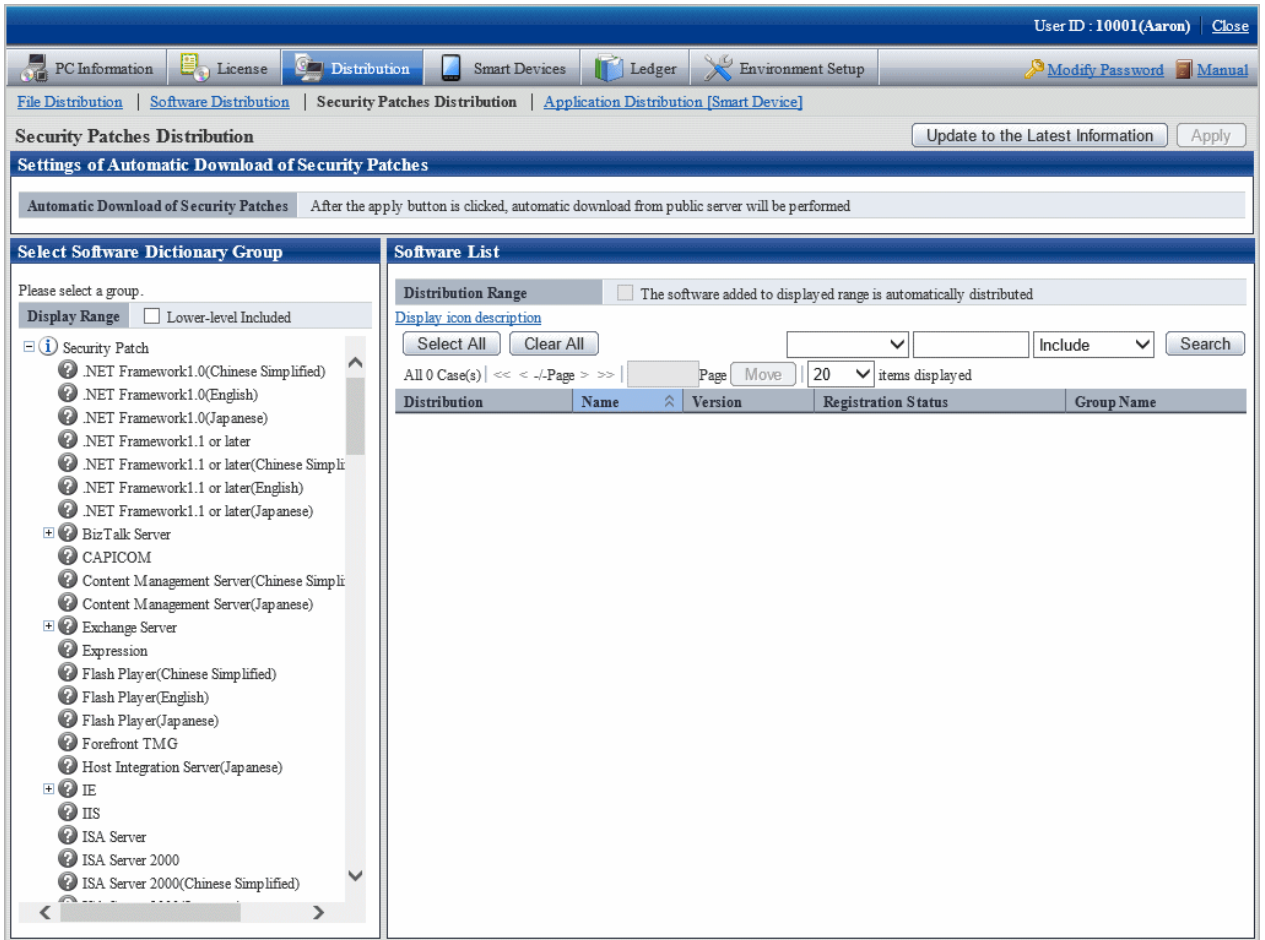 User ID : 10001(Aaron) Close
PC Information License Distribution Smart Devices Ledger Environment Setup Modify Password Manual
File Distribution | Software Distribution | Security Patches Distribution | Application Distribution [Smart Device]
Security Patches Distribution Update to the Latest Information Apply
Settings of Automatic Download of Security Patches
Automatic Download of Security Patches After the apply button is clicked, automatic download from public server will be performed
Select Software Dictionary Group
Please select a group.
Display Range Lower-level Included
Security Patch
.NET Framework1.0(Chinese Simplified)
.NET Framework1.0(English)
.NET Framework1.0(Japanese)
.NET Framework1.1 or later
.NET Framework1.1 or later(Chinese Simpli
.NET Framework1.1 or later(English)
.NET Framework1.1 or later(Japanese)
BizTalk Server
CAPICOM
Content Management Server(Chinese Simpli
Content Management Server(Japanese)
Exchange Server
Expression
Flash Player(Chinese Simplified)
Flash Player(English)
Flash Player(Japanese)
Forefront TMG
Host Integration Server(Japanese)
IE
IIS
ISA Server
ISA Server 2000
ISA Server 2000(Chinese Simplified)
Software List
Distribution Range The software added to displayed range is automatically distributed
Display icon description
Select All Clear All Include Search
All 0 Case(s) | << < -/-Page > >> | Page Move | 20 items displayed
Distribution Name Version Registration Status Group Name